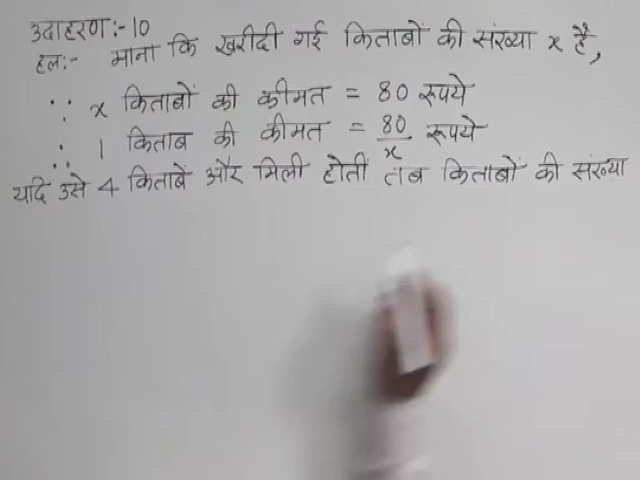 उदाहरण:-10
हल:- माना कि खरीदी गई किताबों की संख्या x है,
∵ x किताबों की कीमत = 80 रूपये
∴ 1 किताब की कीमत = 80/x रूपये
यदि उसे 4 किताबें और मिली होतीं तब किताबों की संख्या